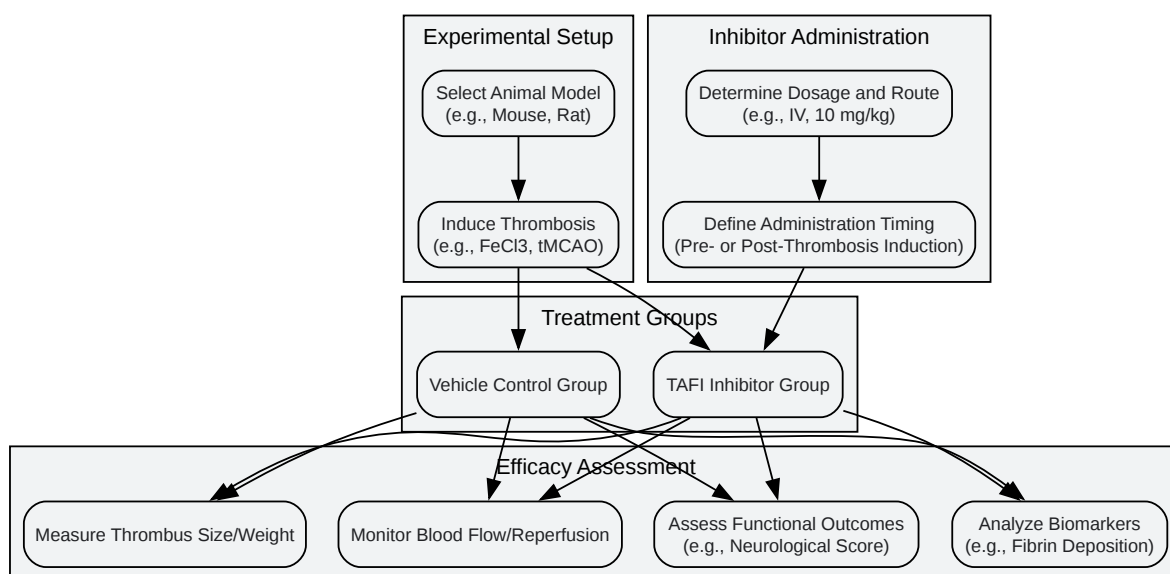 Experimental Setup
Select Animal Model
(e.g., Mouse, Rat)
Induce Thrombosis
(e.g., FeCl3, tMCAO)
Inhibitor Administration
Determine Dosage and Route
(e.g., IV, 10 mg/kg)
Define Administration Timing
(Pre- or Post-Thrombosis Induction)
Treatment Groups
Vehicle Control Group
TAFI Inhibitor Group
Efficacy Assessment
Measure Thrombus Size/Weight
Monitor Blood Flow/Reperfusion
Assess Functional Outcomes
(e.g., Neurological Score)
Analyze Biomarkers
(e.g., Fibrin Deposition)